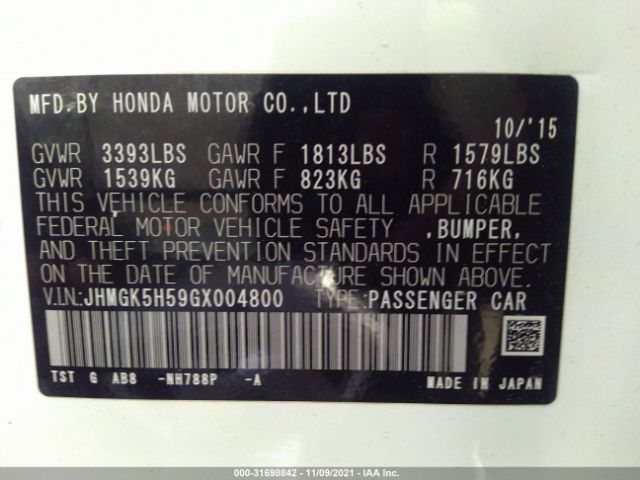 MFD. BY HONDA MOTOR CO., LTD
10/'15
GVWR 3393LBS GAWR F 1813LBS R 1579LBS
GVWR 1539KG GAWR F 823KG R 716KG
THIS VEHICLE CONFORMS TO ALL APPLICABLE
FEDERAL MOTOR VEHICLE SAFETY ,BUMPER,
AND THEFT PREVENTION STANDARDS IN EFFECT
ON THE DATE OF MANUFACTURE SHOWN ABOVE.
V.I.N.:JHMGK5H59GX004800 TYPE:PASSENGER CAR
TST G AB8 -NH788P -A MADE IN JAPAN
000-31698842 - 11/09/2021 - IAA Inc.